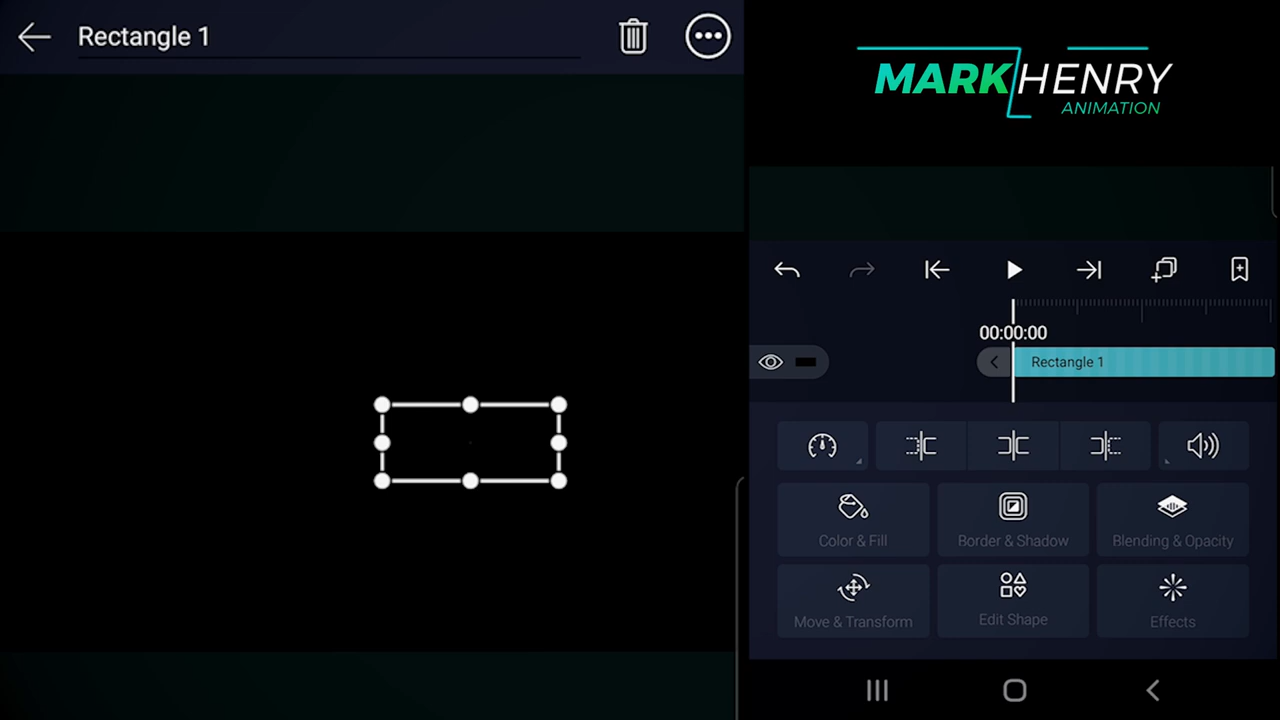 Rectangle 1
MARK HENRY
ANIMATION
00:00:00
Rectangle 1
Color & Fill
Border & Shadow
Blending & Opacity
Move & Transform
Edit Shape
Effects